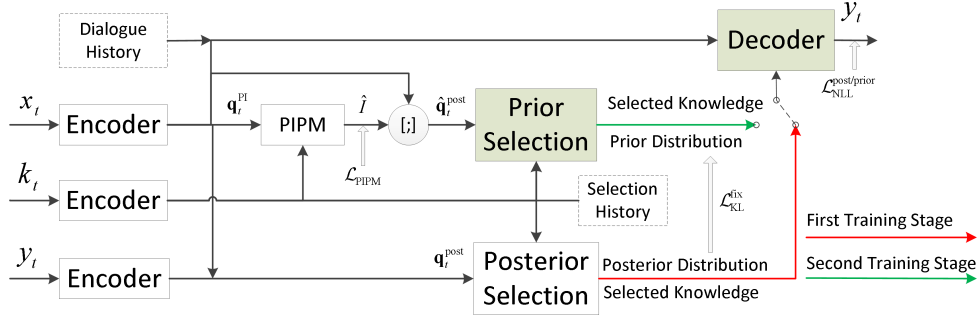 Dialogue
History
Decoder
y_t
ℒ_NLL^post/prior
x_t
Encoder
q_t^PI
PIPM
Î
ℒ_PIPM
[;]
q̂_t^post
Prior
Selection
Selected Knowledge
Prior Distribution
k_t
Encoder
Selection
History
ℒ_KL^fix
First Training Stage
y_t
Encoder
q_t^post
Posterior
Selection
Posterior Distribution
Selected Knowledge
Second Training Stage